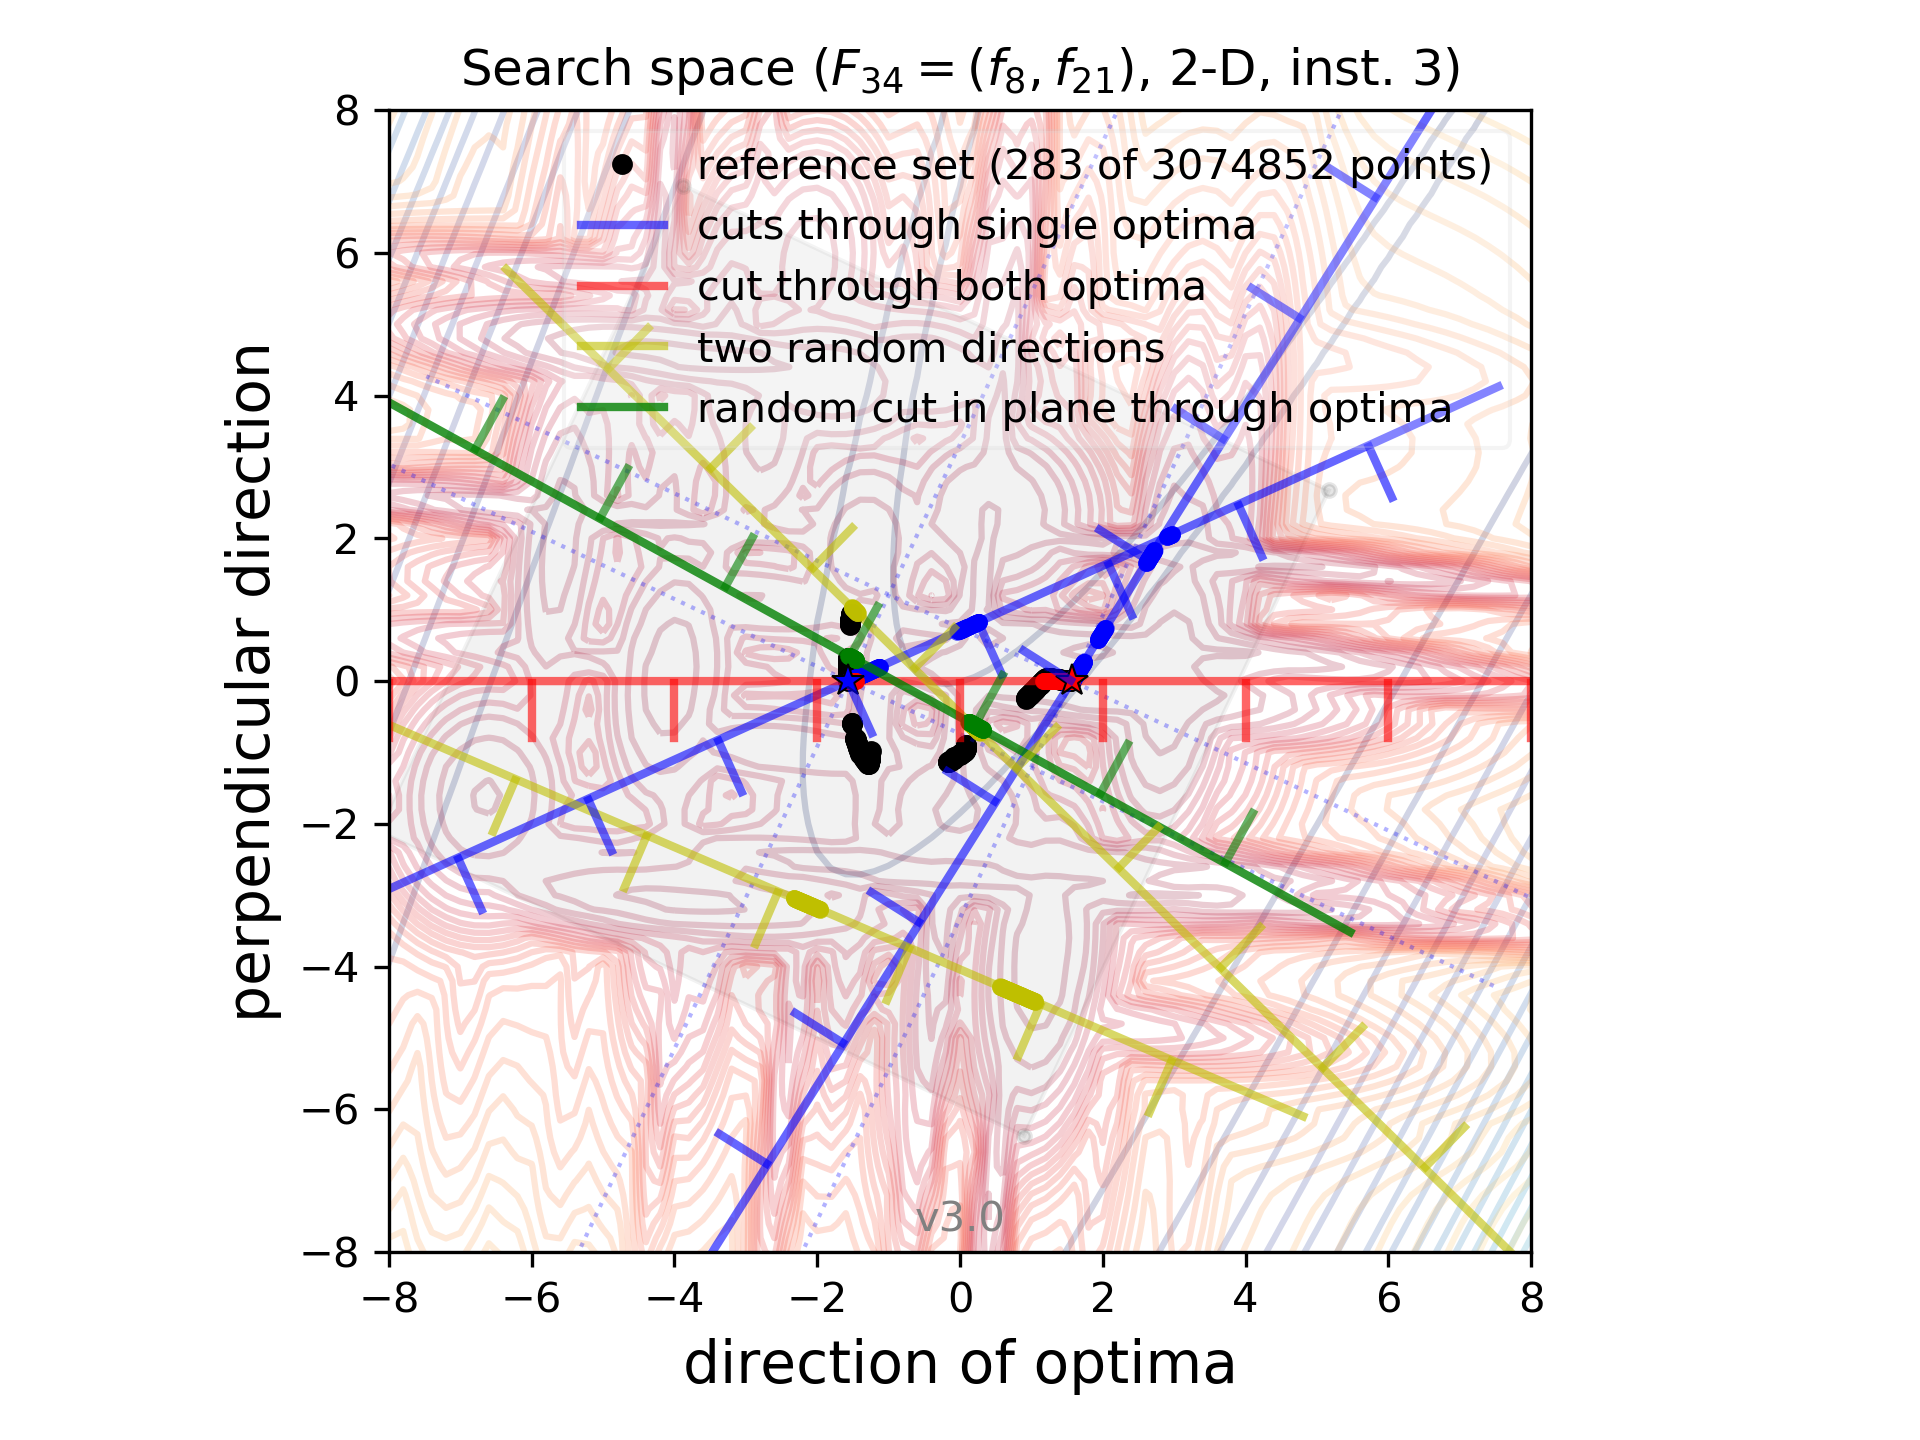 Search space (F34 = (f8, f21), 2-D, inst. 3)
reference set (283 of 3074852 points)
cuts through single optima
cut through both optima
two random directions
random cut in plane through optima
perpendicular direction
8
6
4
2
0
−2
−4
−6
−8
v3.0
−8 −6 −4 −2 0 2 4 6 8
direction of optima